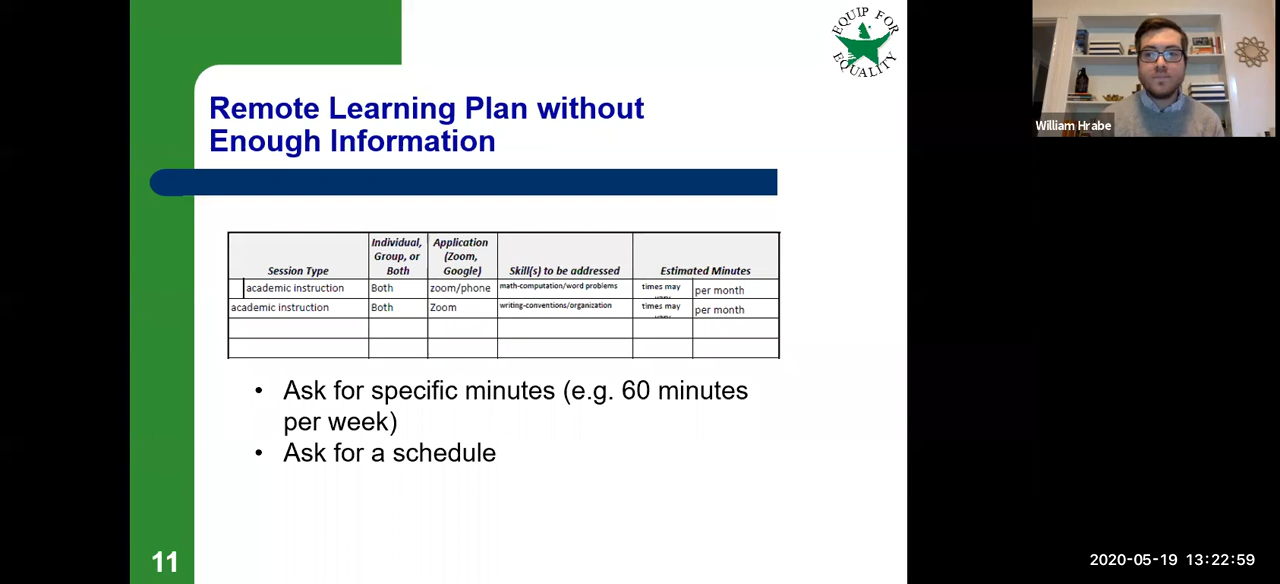 EQUIP FOR
EQUALITY
William Hrabe
Remote Learning Plan without
Enough Information
Individual, Application
Group, or (Zoom,
Session Type Both Google) Skill(s) to be addressed Estimated Minutes
academic instruction Both zoom/phone math-computation/word problems times may per month
academic instruction Both Zoom writing-conventions/organization times may per month
• Ask for specific minutes (e.g. 60 minutes
per week)
• Ask for a schedule
11
2020-05-19 13:22:59